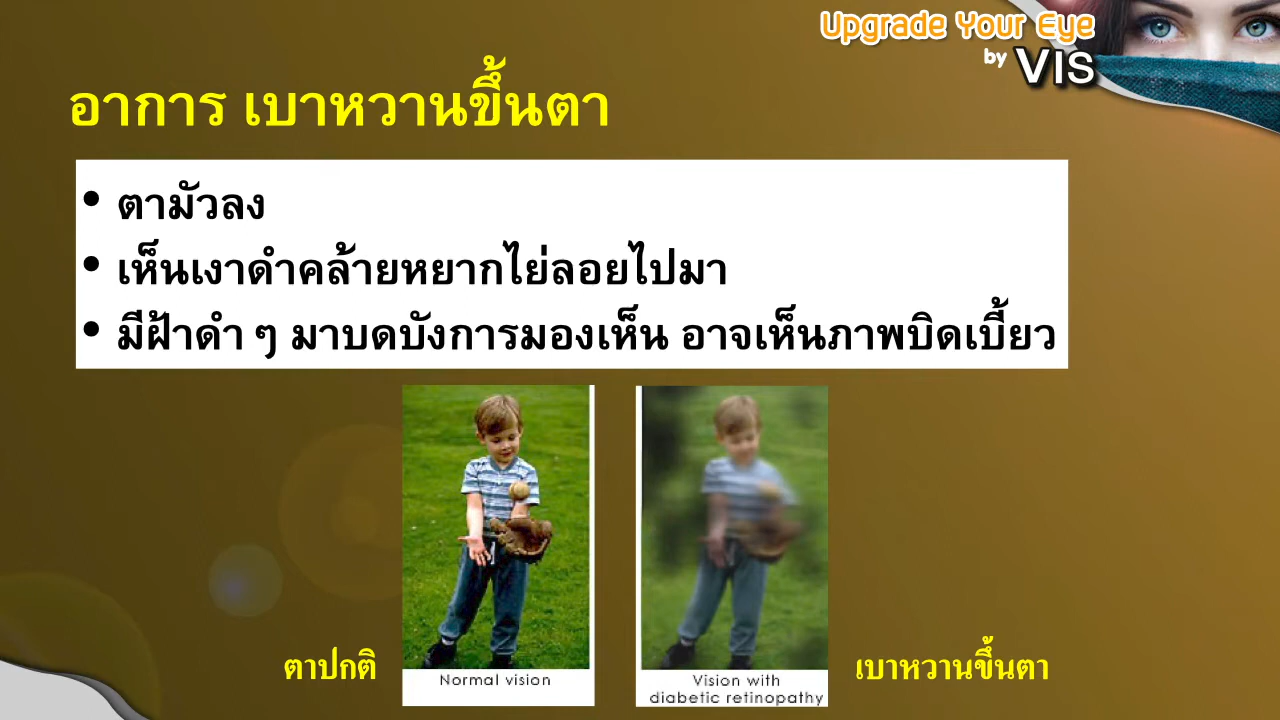 Upgrade Your Eye
by VIS
อาการ เบาหวานขึ้นตา
• ตามัวลง
• เห็นเงาดำคล้ายหยากไย่ลอยไปมา
• มีฝ้าดำ ๆ มาบดบังการมองเห็น อาจเห็นภาพบิดเบี้ยว
ตาปกติ
Normal vision
Vision with
diabetic retinopathy
เบาหวานขึ้นตา